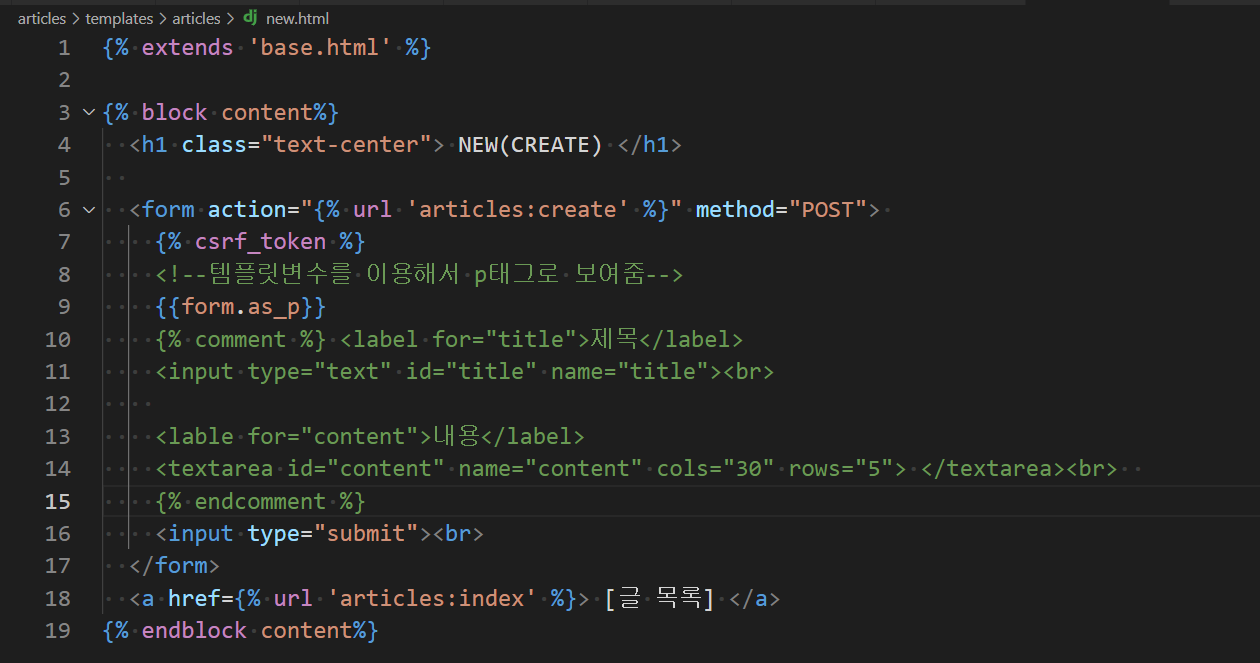 articles > templates > articles > dj new.html
1 {% extends 'base.html' %}
2
3 {% block content%}
4 <h1 class="text-center"> NEW(CREATE) </h1>
5
6 <form action="{% url 'articles:create' %}" method="POST">
7 {% csrf_token %}
8 <!--템플릿변수를 이용해서 p태그로 보여줌-->
9 {{form.as_p}}
10 {% comment %} <label for="title">제목</label>
11 <input type="text" id="title" name="title"><br>
12
13 <lable for="content">내용</label>
14 <textarea id="content" name="content" cols="30" rows="5"> </textarea><br>
15 {% endcomment %}
16 <input type="submit"><br>
17 </form>
18 <a href={% url 'articles:index' %}> [글 목록] </a>
19 {% endblock content%}